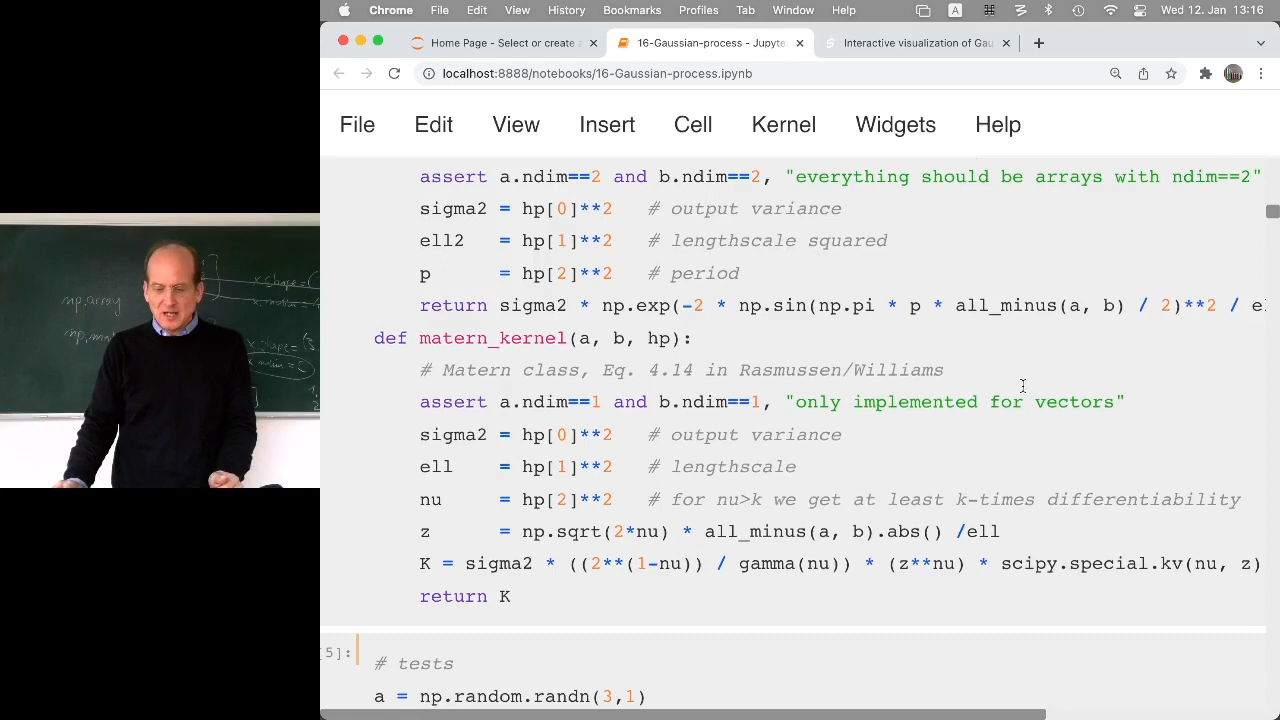 Chrome File Edit View History Bookmarks Profiles Tab Window Help A Wed 12. Jan 13:16
Home Page - Select or create
16-Gaussian-process - Jupyte
Interactive visualization of Gau
localhost:8888/notebooks/16-Gaussian-process.ipynb
File Edit View Insert Cell Kernel Widgets Help
assert a.ndim==2 and b.ndim==2, "everything should be arrays with ndim==2"
sigma2 = hp[0]**2 # output variance
ell2 = hp[1]**2 # lengthscale squared
p = hp[2]**2 # period
return sigma2 * np.exp(-2 * np.sin(np.pi * p * all_minus(a, b) / 2)**2 / el
def matern_kernel(a, b, hp):
# Matern class, Eq. 4.14 in Rasmussen/Williams
assert a.ndim==1 and b.ndim==1, "only implemented for vectors"
sigma2 = hp[0]**2 # output variance
ell = hp[1]**2 # lengthscale
nu = hp[2]**2 # for nu>k we get at least k-times differentiability
z = np.sqrt(2*nu) * all_minus(a, b).abs() /ell
K = sigma2 * ((2**(1-nu)) / gamma(nu)) * (z**nu) * scipy.special.kv(nu, z)
return K
[5]:
# tests
a = np.random.randn(3,1)
np.array